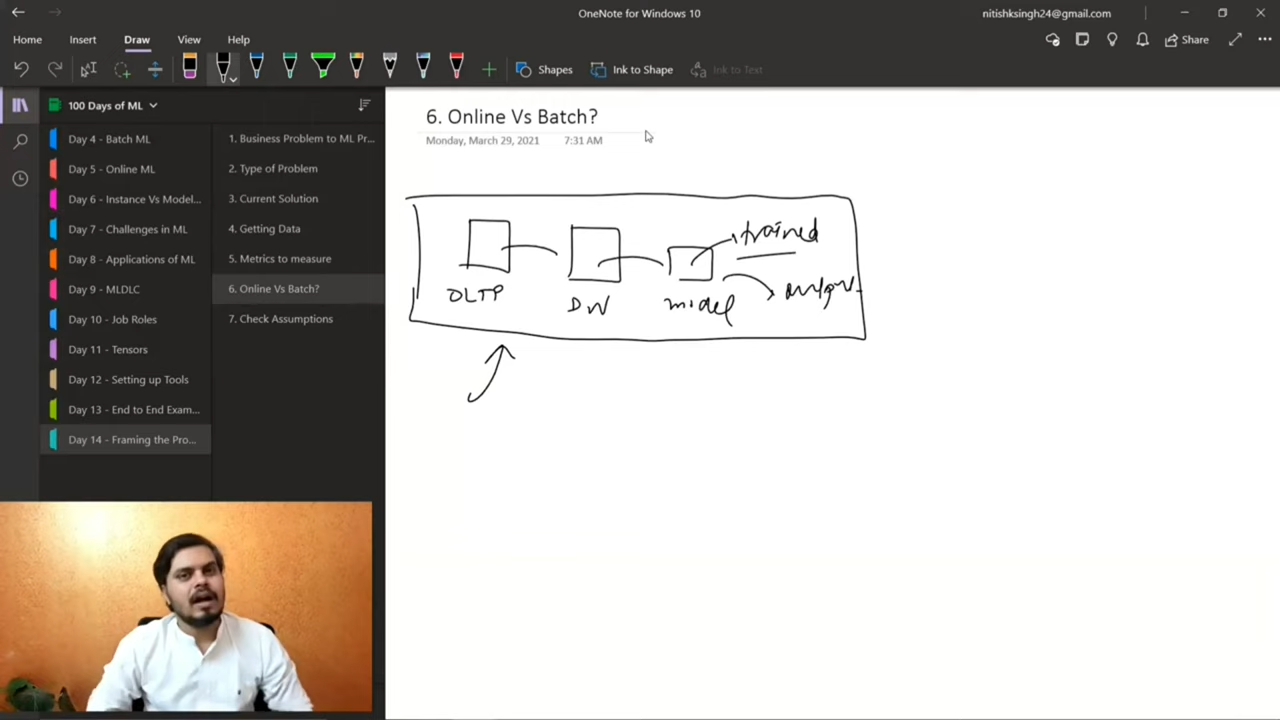 OneNote for Windows 10
nitishksingh24@gmail.com
Home Insert Draw View Help
Share
Shapes
Ink to Shape
Ink to Text
100 Days of ML
Day 4 - Batch ML
Day 5 - Online ML
Day 6 - Instance Vs Model...
Day 7 - Challenges in ML
Day 8 - Applications of ML
Day 9 - MLDLC
Day 10 - Job Roles
Day 11 - Tensors
Day 12 - Setting up Tools
Day 13 - End to End Exam...
Day 14 - Framing the Pro...
1. Business Problem to ML Pr...
2. Type of Problem
3. Current Solution
4. Getting Data
5. Metrics to measure
6. Online Vs Batch?
7. Check Assumptions
6. Online Vs Batch?
Monday, March 29, 2021 7:31 AM
trained
OLTP DW model